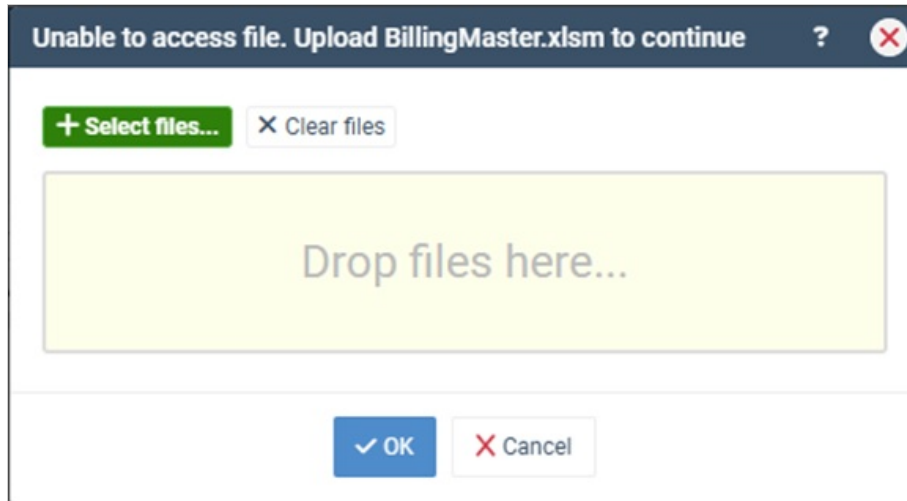 Unable to access file. Upload BillingMaster.xlsm to continue ?
+ Select files... X Clear files
Drop files here...
OK Cancel